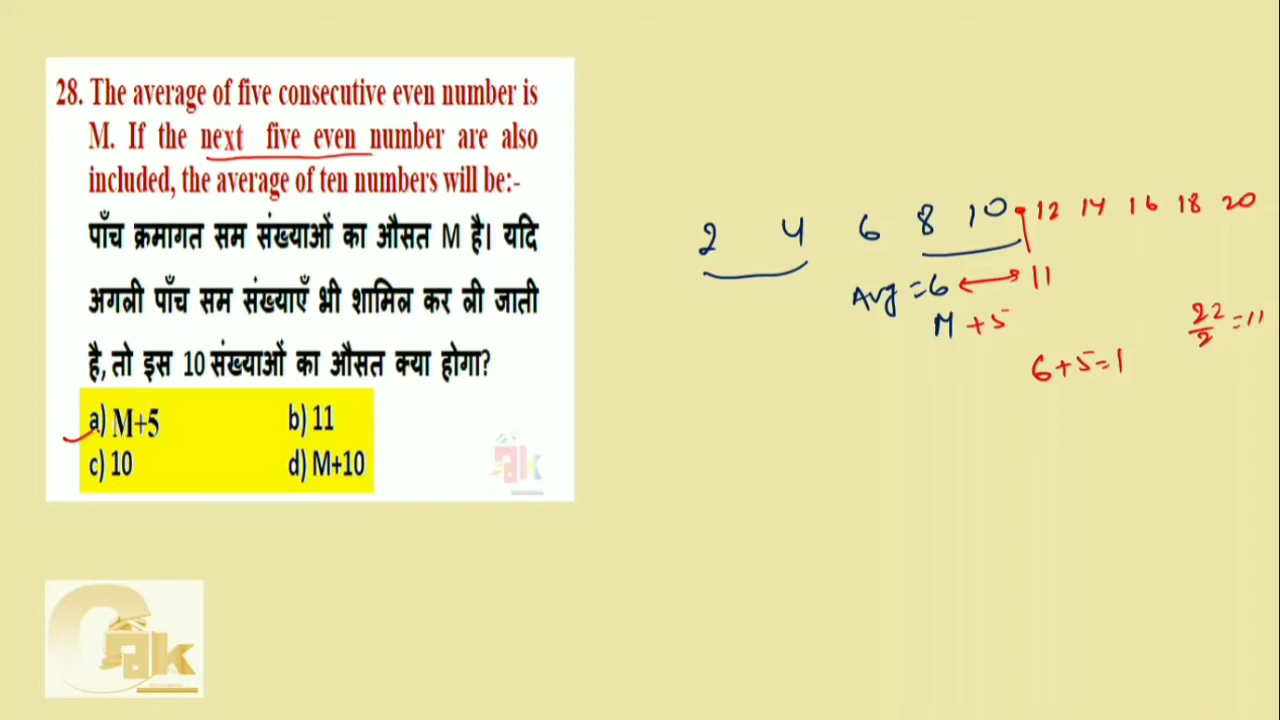 28. The average of five consecutive even number is
M. If the next five even number are also
included, the average of ten numbers will be:-
पाँच क्रमागत सम संख्याओं का औसत M है। यदि
अगली पाँच सम संख्याएँ भी शामिल कर ली जाती
है, तो इस 10 संख्याओं का औसत क्या होगा?
a) M+5 b) 11
c) 10 d) M+10
2 4 6 8 10 12 14 16 18 20
Avg = 6 11
M + 5
22/2 = 11
6+5=1
ak
ak